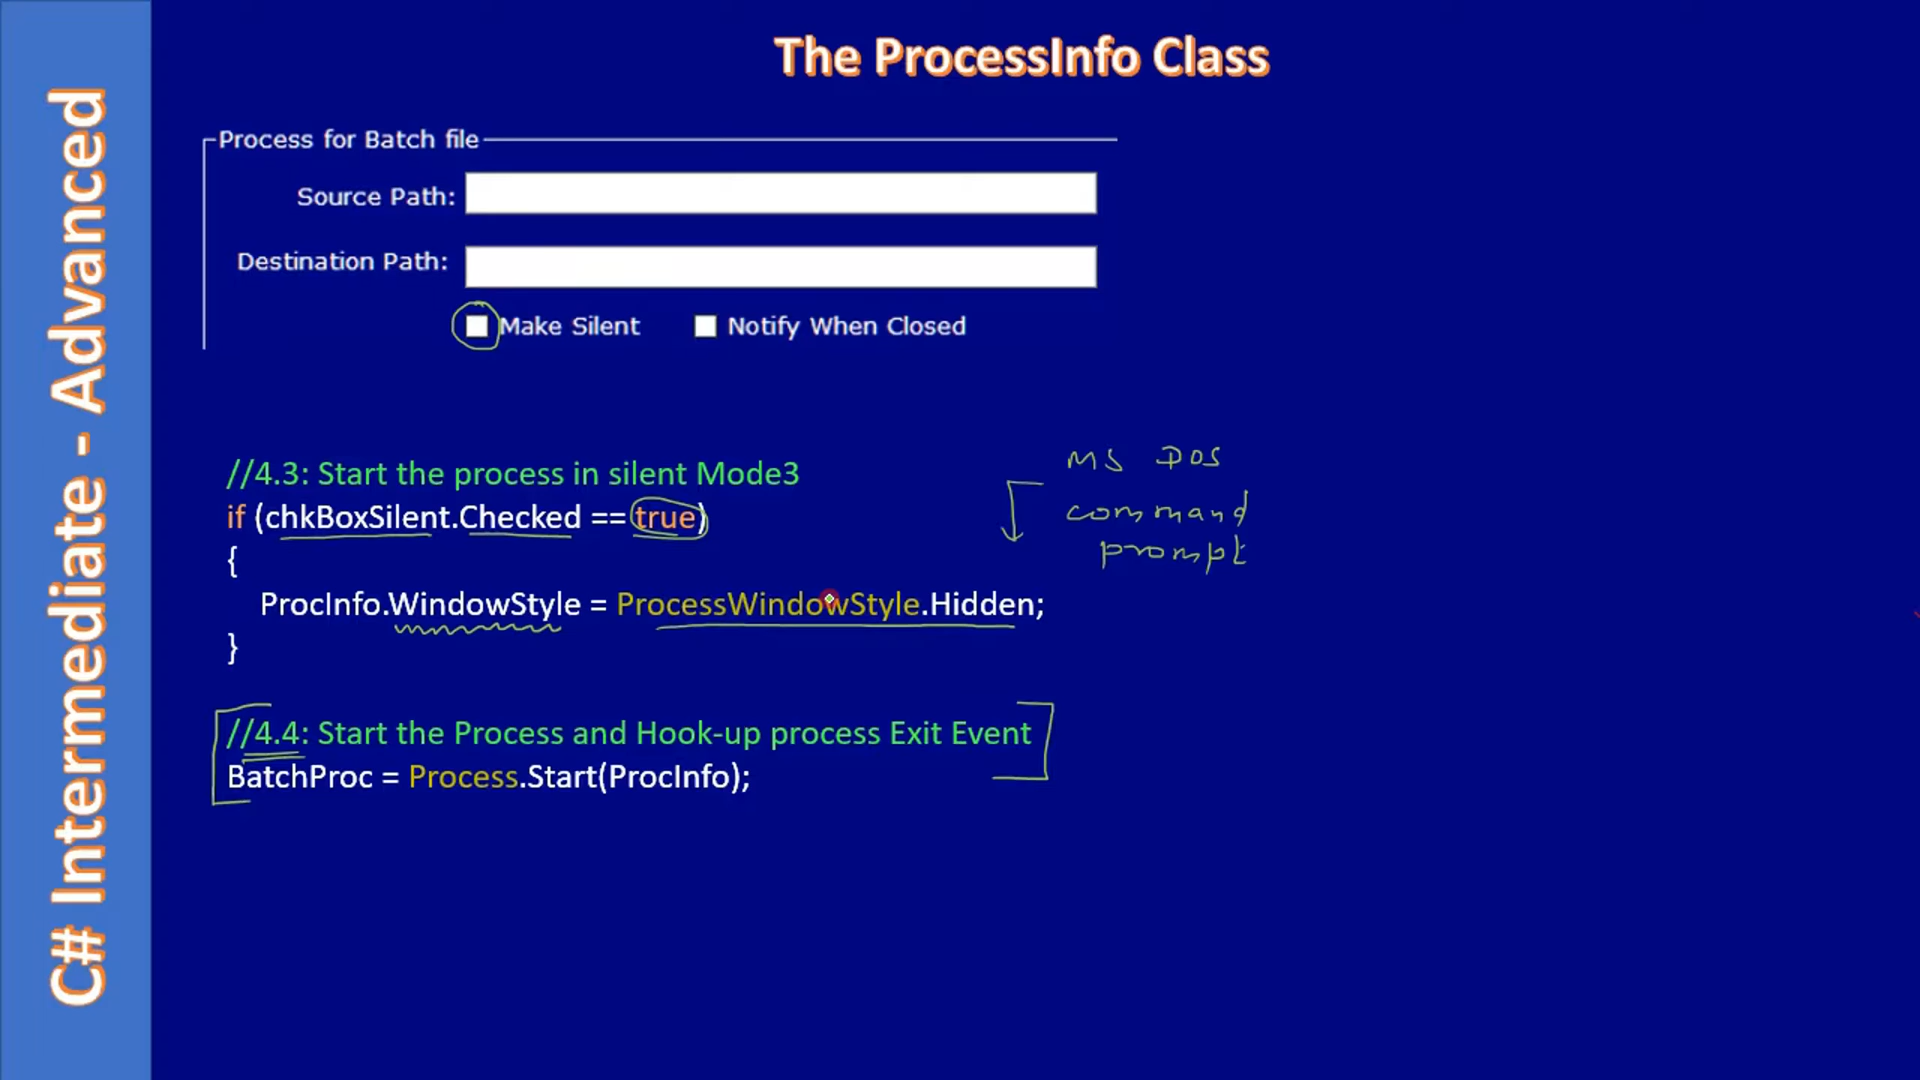 The ProcessInfo Class
C# Intermediate - Advanced
Process for Batch file
Source Path:
Destination Path:
Make Silent
Notify When Closed
//4.3: Start the process in silent Mode3
if (chkBoxSilent.Checked == true)
{
ProcInfo.WindowStyle = ProcessWindowStyle.Hidden;
}
MS DOS
command
prompt
//4.4: Start the Process and Hook-up process Exit Event
BatchProc = Process.Start(ProcInfo);